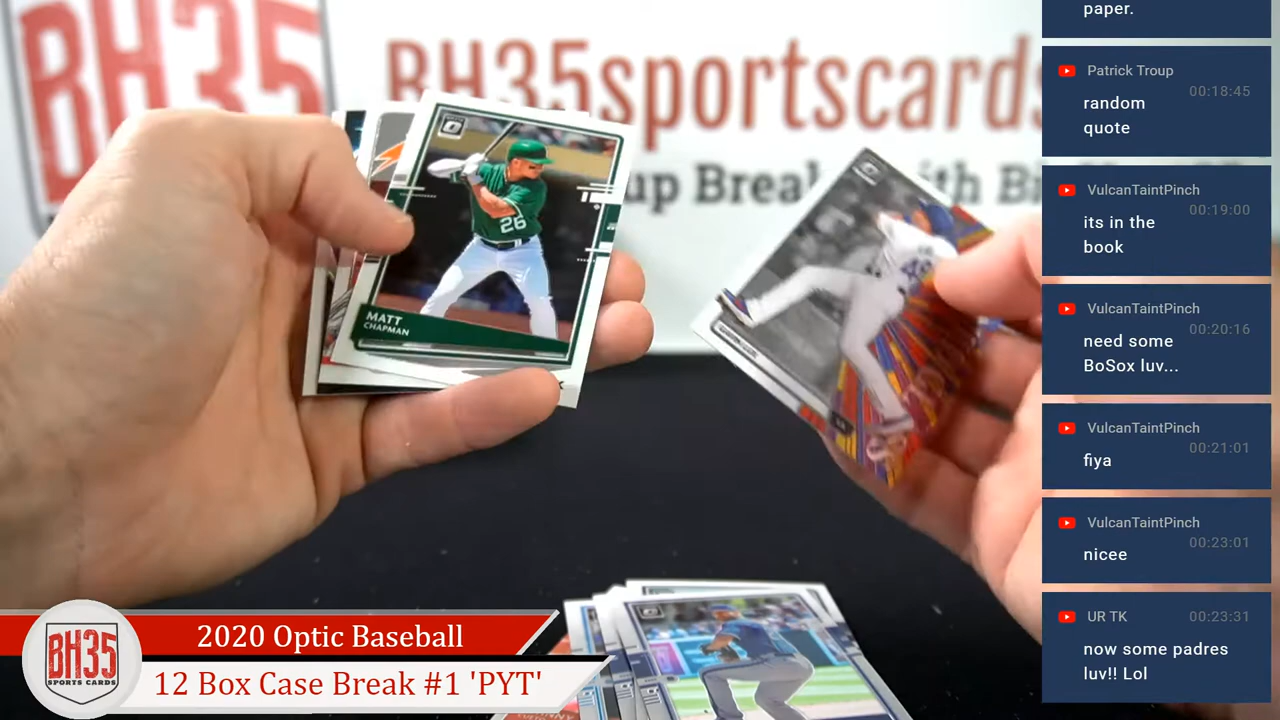 BH35
BH35sportscards
up Brea
ith B
26
MATT
CHAPMAN
paper.
Patrick Troup
00:18:45
random
quote
VulcanTaintPinch
00:19:00
its in the
book
VulcanTaintPinch
00:20:16
need some
BoSox luv...
VulcanTaintPinch
00:21:01
fiya
VulcanTaintPinch
00:23:01
nicee
UR TK
00:23:31
now some padres
luv!! Lol
BH35
SPORTS CARDS
2020 Optic Baseball
12 Box Case Break #1 'PYT'